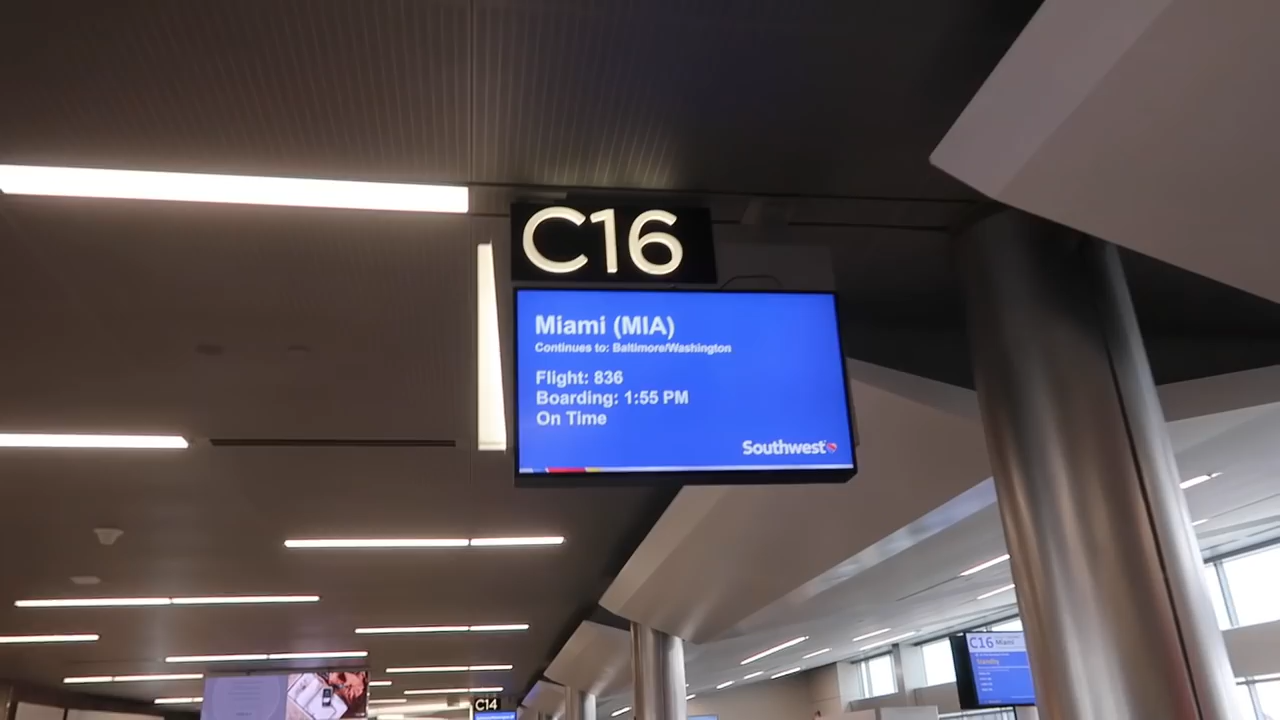 C16
Miami (MIA)
Continues to: Baltimore/Washington
Flight: 836
Boarding: 1:55 PM
On Time
Southwest
C16 Miami
Standby
C14